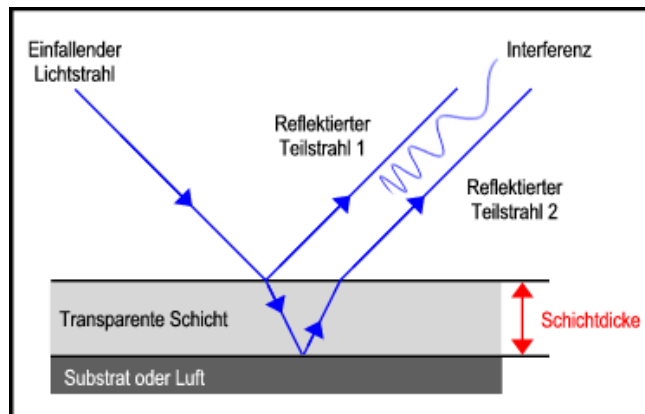 Einfallender
Lichtstrahl
Interferenz
Reflektierter
Teilstrahl 1
Reflektierter
Teilstrahl 2
Transparente Schicht
Schichtdicke
Substrat oder Luft